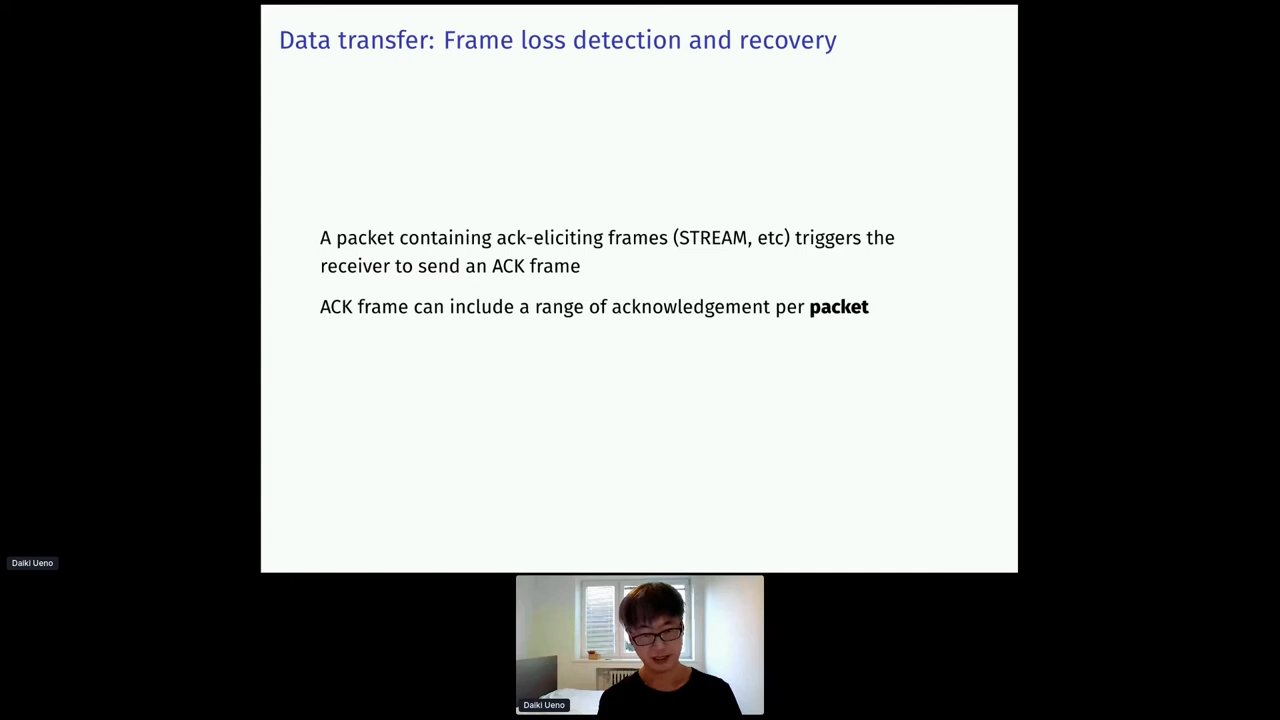 Data transfer: Frame loss detection and recovery
A packet containing ack-eliciting frames (STREAM, etc) triggers the
receiver to send an ACK frame
ACK frame can include a range of acknowledgement per packet
Daiki Ueno
Daiki Ueno